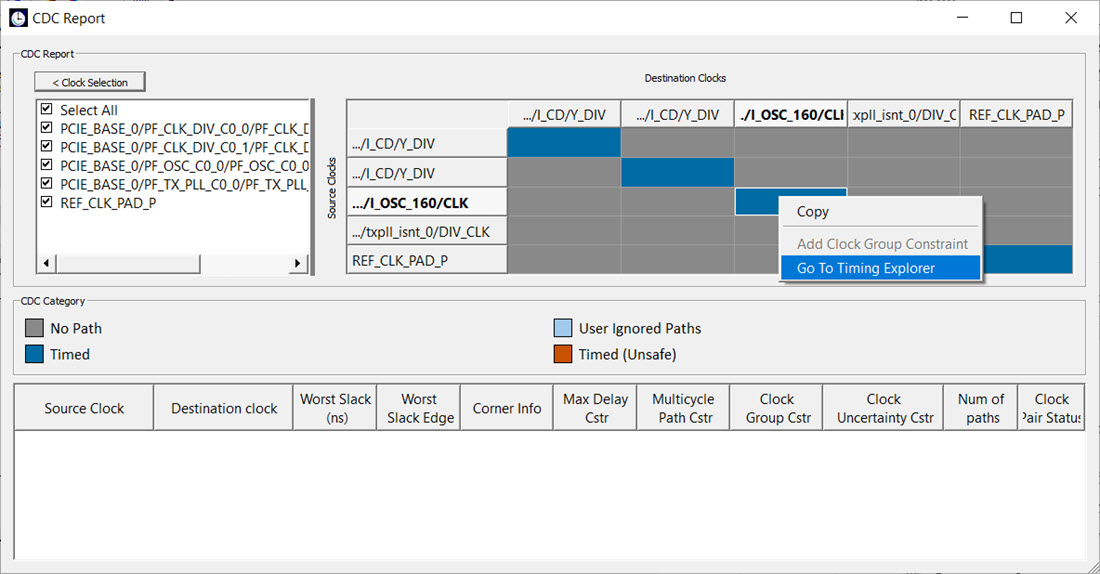 CDC Report
CDC Report
< Clock Selection
Destination Clocks
Select All
PCIE_BASE_0/PF_CLK_DIV_C0_0/PF_CLK_D
PCIE_BASE_0/PF_CLK_DIV_C0_1/PF_CLK_D
PCIE_BASE_0/PF_OSC_C0_0/PF_OSC_C0_0
PCIE_BASE_0/PF_TX_PLL_C0_0/PF_TX_PLL_
REF_CLK_PAD_P
Source Clocks
.../I_CD/Y_DIV .../I_CD/Y_DIV ./I_OSC_160/CLK xpll_isnt_0/DIV_C REF_CLK_PAD_P
.../I_CD/Y_DIV
.../I_CD/Y_DIV
.../I_OSC_160/CLK
.../txpll_isnt_0/DIV_CLK
REF_CLK_PAD_P
Copy
Add Clock Group Constraint
Go To Timing Explorer
CDC Category
No Path User Ignored Paths
Timed Timed (Unsafe)
Source Clock Destination clock Worst Slack (ns) Worst Slack Edge Corner Info Max Delay Cstr Multicycle Path Cstr Clock Group Cstr Clock Uncertainty Cstr Num of paths Clock Pair Status